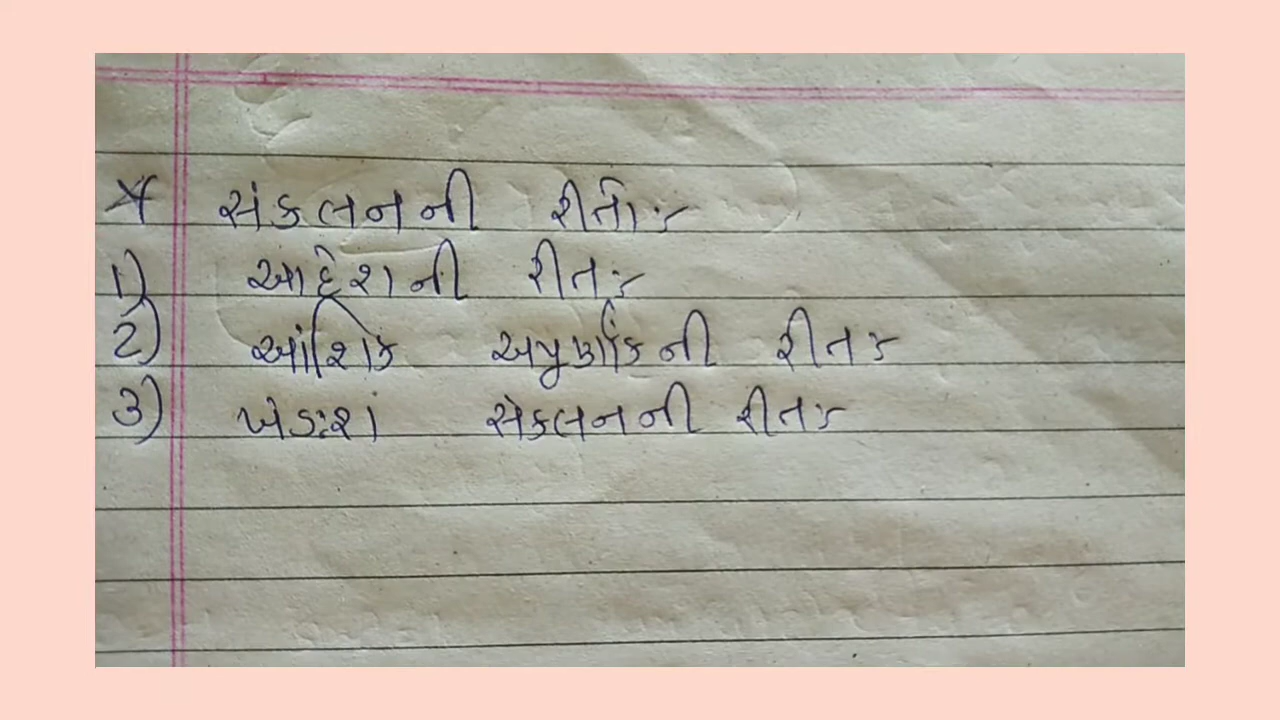 * સંકલનની રીતો :-
1) આદેશની રીત :-
2) આંશિક અપુર્ણાંકની રીત :-
3) ખંડશઃ સંકલનની રીત :-